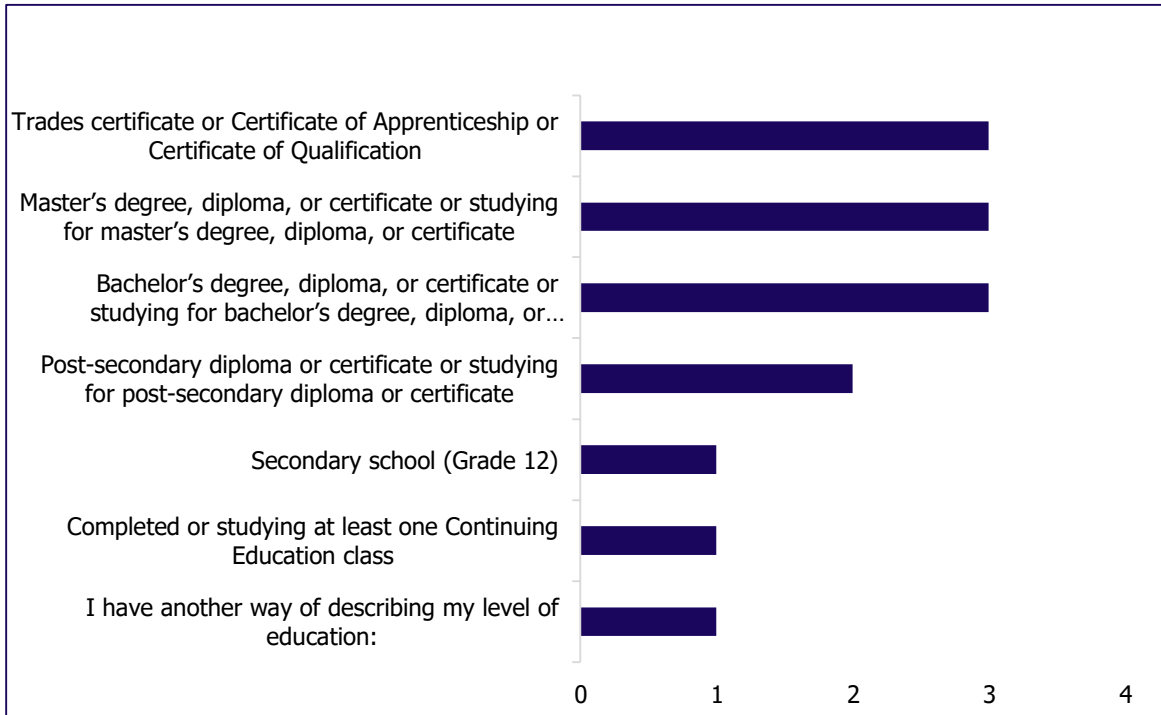 Trades certificate or Certificate of Apprenticeship or
Certificate of Qualification
Master’s degree, diploma, or certificate or studying
for master’s degree, diploma, or certificate
Bachelor’s degree, diploma, or certificate or
studying for bachelor’s degree, diploma, or…
Post-secondary diploma or certificate or studying
for post-secondary diploma or certificate
Secondary school (Grade 12)
Completed or studying at least one Continuing
Education class
I have another way of describing my level of
education:
0 1 2 3 4